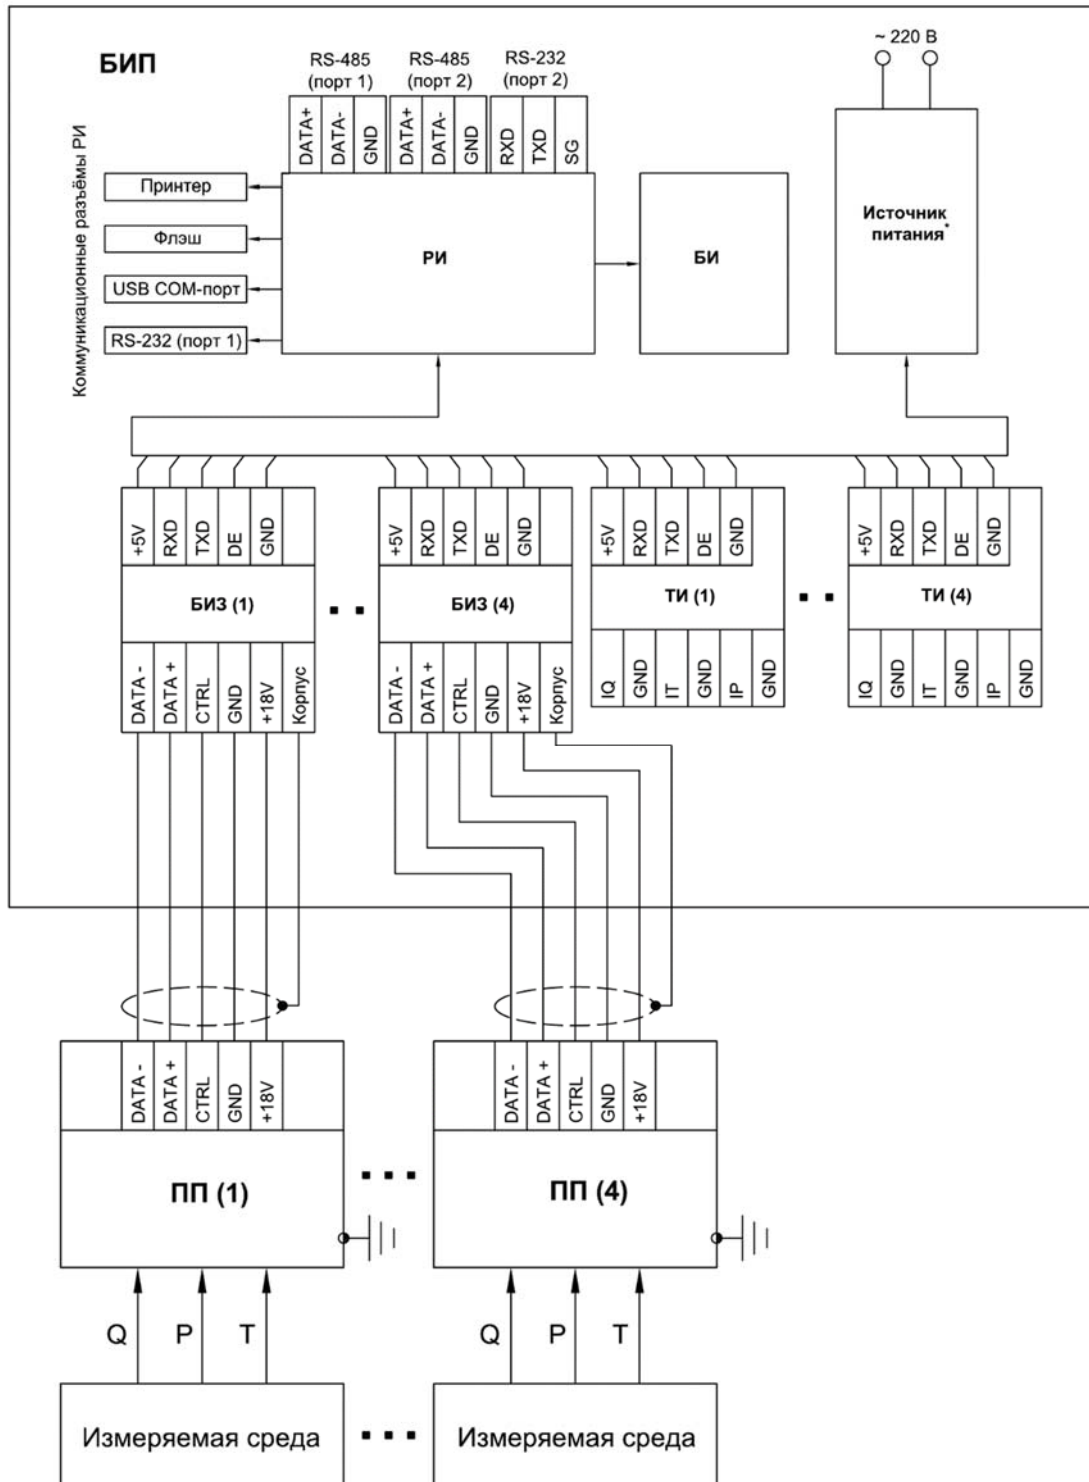 БИП
~ 220 В
RS-485
(порт 1)
RS-485
(порт 2)
RS-232
(порт 2)
DATA+
DATA-
GND
DATA+
DATA-
GND
RXD
TXD
SG
Коммуникационные разъёмы РИ
Принтер
Флэш
USB COM-порт
RS-232 (порт 1)
РИ
БИ
Источник
питания*
+5V
RXD
TXD
DE
GND
+5V
RXD
TXD
DE
GND
+5V
RXD
TXD
DE
GND
+5V
RXD
TXD
DE
GND
БИЗ (1)
БИЗ (4)
ТИ (1)
ТИ (4)
DATA -
DATA +
CTRL
GND
+18V
Корпус
DATA -
DATA +
CTRL
GND
+18V
Корпус
IQ
GND
IT
GND
IP
GND
IQ
GND
IT
GND
IP
GND
DATA -
DATA +
CTRL
GND
+18V
DATA -
DATA +
CTRL
GND
+18V
ПП (1)
ПП (4)
Q
P
T
Q
P
T
Измеряемая среда
Измеряемая среда